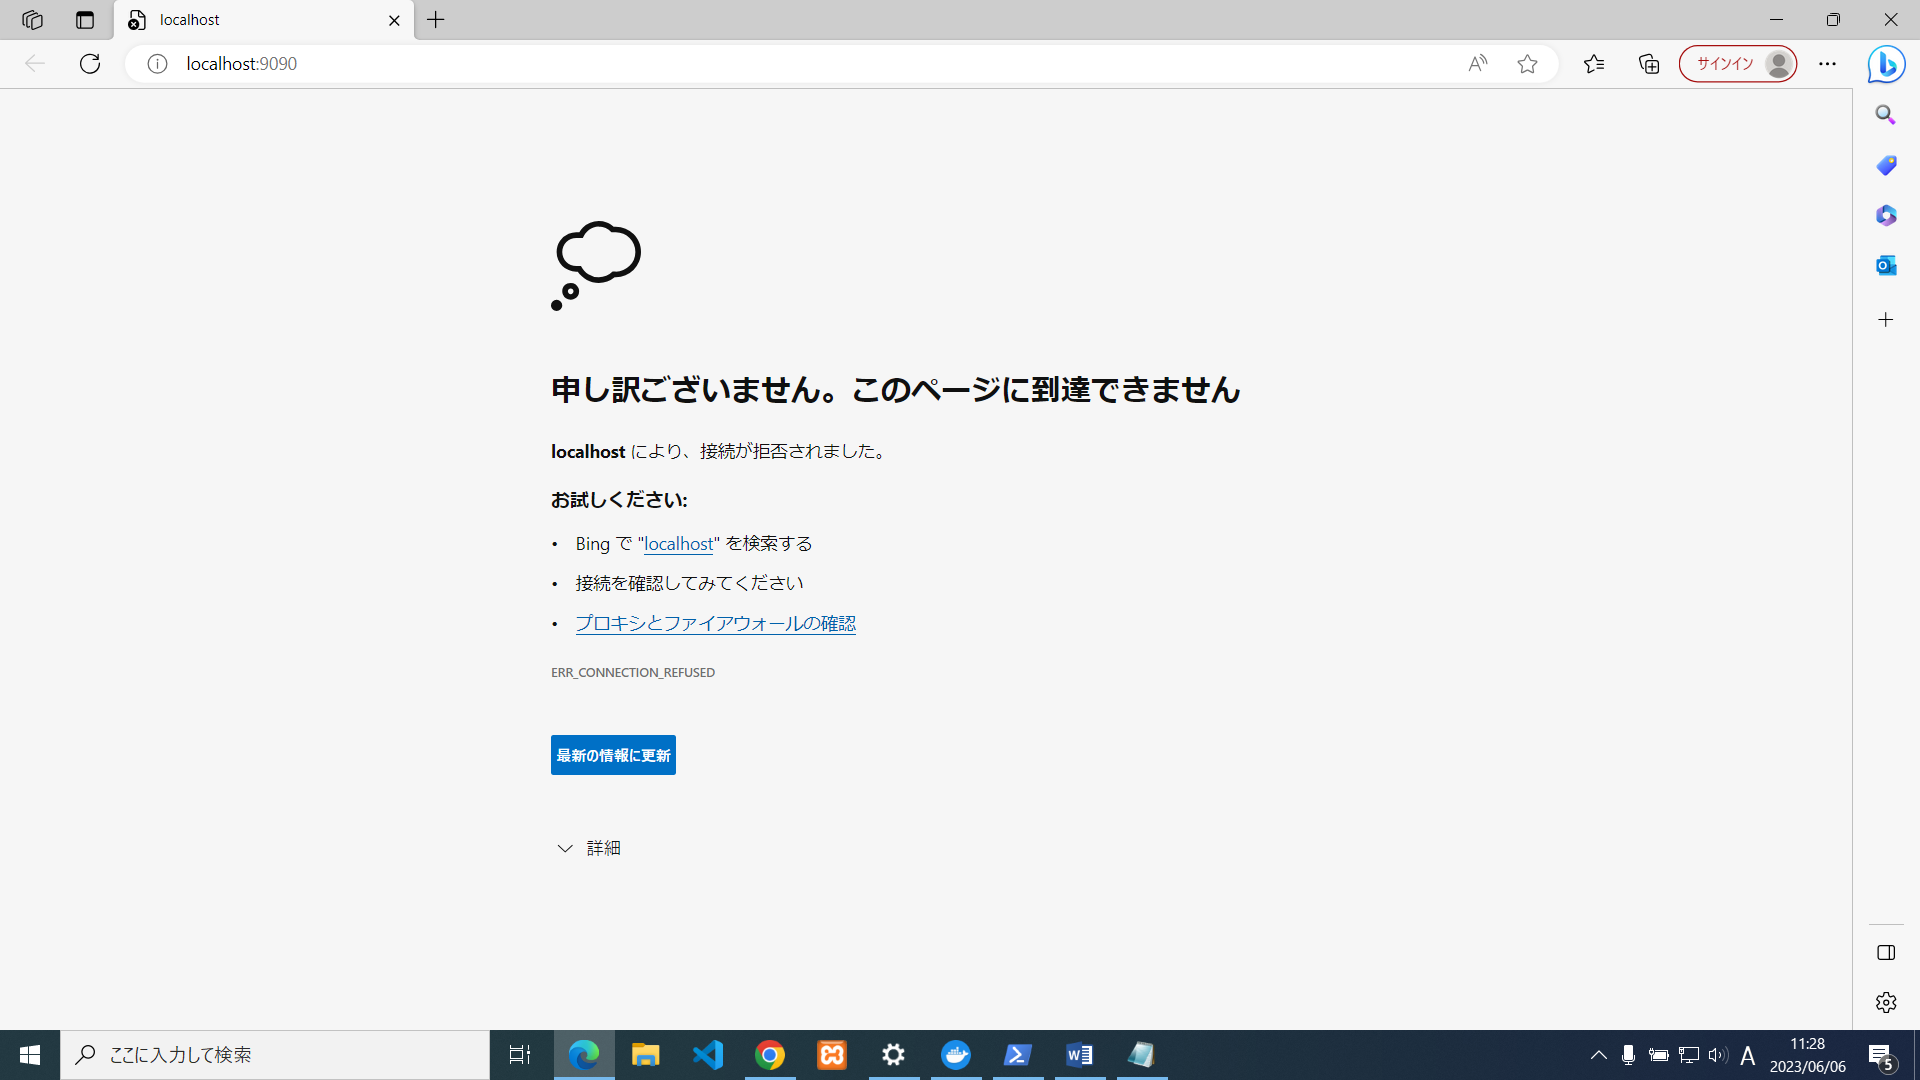 localhost
localhost:9090
サインイン
申し訳ございません。このページに到達できません
localhost により、接続が拒否されました。
お試しください:
• Bing で "localhost" を検索する
• 接続を確認してみてください
• プロキシとファイアウォールの確認
ERR_CONNECTION_REFUSED
最新の情報に更新
詳細
ここに入力して検索
A
11:28
2023/06/06
5